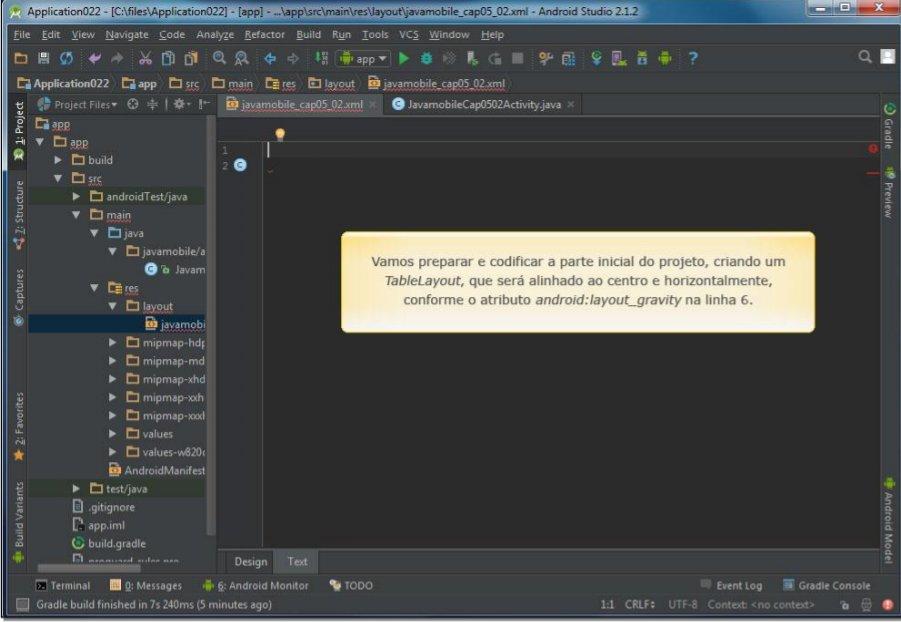 Application022 - [C:\files\Application022] - [app] - ...\app\src\main\res\layout\javamobile_cap05_02.xml - Android Studio 2.1.2
File Edit View Navigate Code Analyze Refactor Build Run Tools VCS Window Help
app
Application022 app src main res layout javamobile_cap05_02.xml
Project Files
javamobile_cap05_02.xml
JavamobileCap0502Activity.java
1: Project
Z: Structure
Captures
2: Favorites
Build Variants
app
app
build
src
androidTest/java
main
java
javamobile/a
Javam
res
layout
javamobi
mipmap-hdp
mipmap-md
mipmap-xhd
mipmap-xxh
mipmap-xxxl
values
values-w820
AndroidManifest
test/java
.gitignore
app.iml
build.gradle
proguard-rules.pro
1
2
Vamos preparar e codificar a parte inicial do projeto, criando um
TableLayout, que será alinhado ao centro e horizontalmente,
conforme o atributo android:layout_gravity na linha 6.
Gradle
Preview
Android Model
Design Text
Terminal 0: Messages 6: Android Monitor TODO
Event Log Gradle Console
Gradle build finished in 7s 240ms (5 minutes ago)
1:1 CRLF UTF-8 Context: <no context>